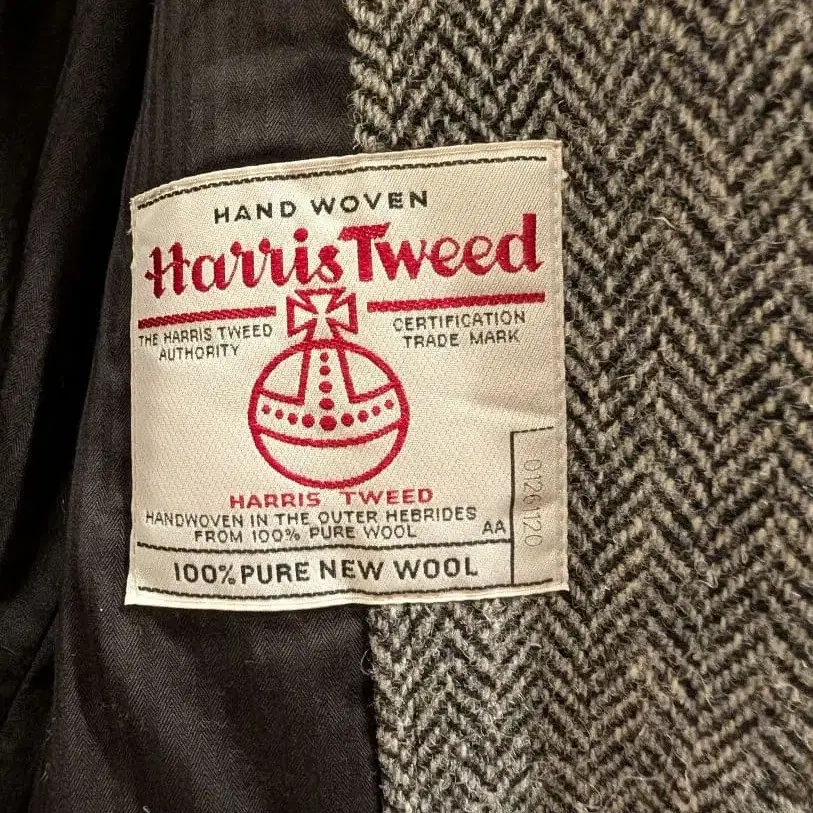 HAND WOVEN
Harris Tweed
THE HARRIS TWEED
AUTHORITY
CERTIFICATION
TRADE MARK
HARRIS TWEED
HANDWOVEN IN THE OUTER HEBRIDES
FROM 100% PURE WOOL
AA
100% PURE NEW WOOL
01261120